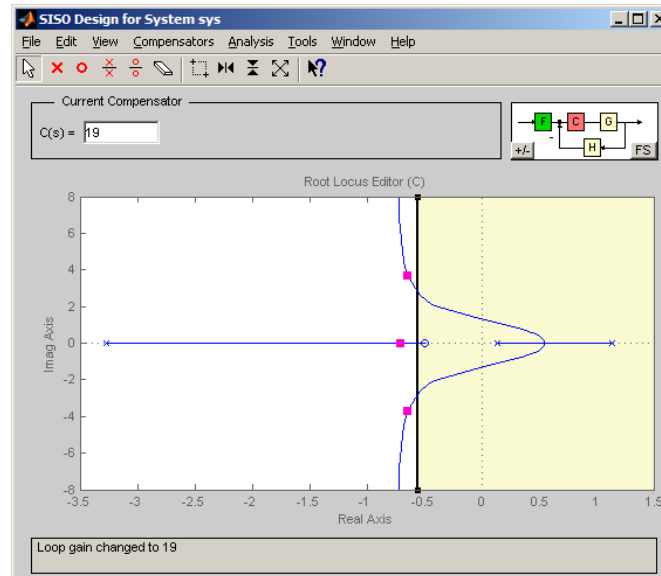 SISO Design for System sys
File Edit View Compensators Analysis Tools Window Help
Current Compensator
C(s) = 19
F C G
H
+/- FS
Root Locus Editor (C)
8
6
4
2
0
-2
-4
-6
-8
Imag Axis
-3.5 -3 -2.5 -2 -1.5 -1 -0.5 0 0.5 1 1.5
Real Axis
Loop gain changed to 19